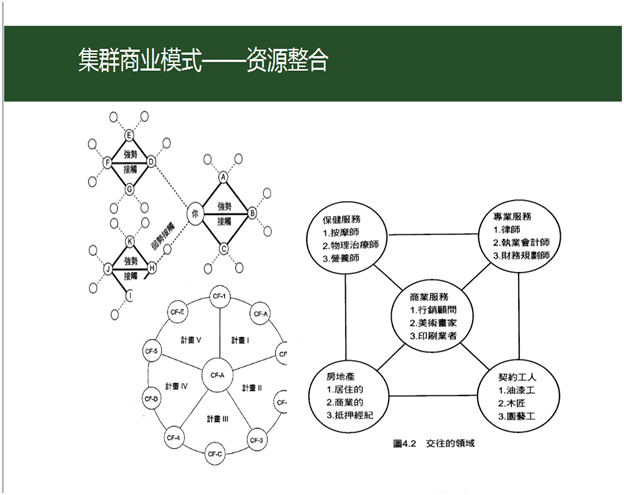 集群商业模式——资源整合
E
強勢
F
D
接觸
G
A
強勢
你
B
接觸
C
弱勢接觸
K
強勢
J
H
接觸
I
CF-1
CF-E
CF-A
計畫 V
計畫 I
CF-5
CF-A
計畫 IV
計畫 II
CF-D
計畫 III
CF-4
CF-3
CF-C
保健服務
1.按摩師
2.物理治療師
3.營養師
專業服務
1.律師
2.執業會計師
3.財務規劃師
商業服務
1.行銷顧問
2.美術畫家
3.印刷業者
房地產
1.居住的
2.商業的
3.抵押經紀
契約工人
1.油漆工
2.木匠
3.園藝工
圖4.2 交往的領域